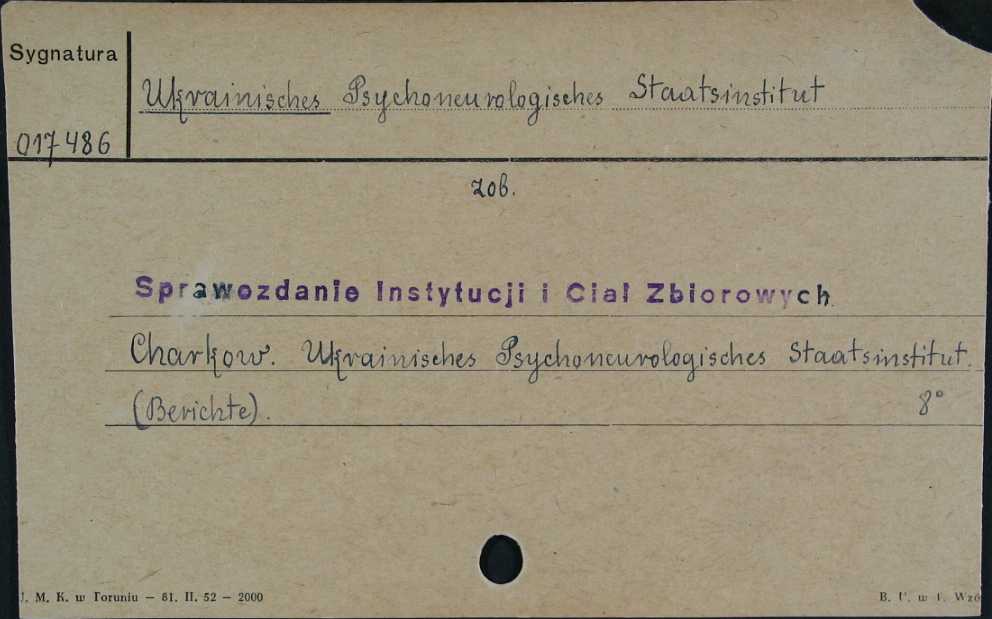 Sygnatura
Ukrainisches Psychoneurologisches Staatsinstitut
017486
zob.
Sprawozdanie Instytucji i Cial Zbiorowych
Charkow. Ukrainisches Psychoneurologisches Staatsinstitut.
(Berichte). 8°
M. K. w Toruniu — 81. II. 52 — 2000
B. U. w T. Wzó